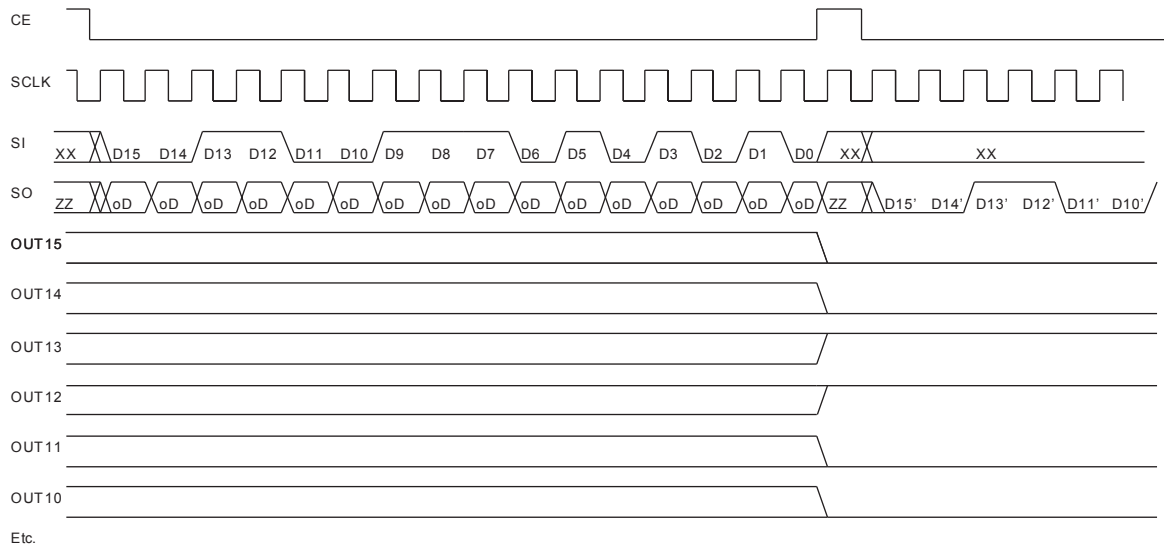 CE
SCLK
SI XX D15 D14 D13 D12 D11 D10 D9 D8 D7 D6 D5 D4 D3 D2 D1 D0 XX XX
SO ZZ oD oD oD oD oD oD oD oD oD oD oD oD oD oD oD oD ZZ D15' D14' D13' D12' D11' D10'
OUT15
OUT14
OUT13
OUT12
OUT11
OUT10
Etc.